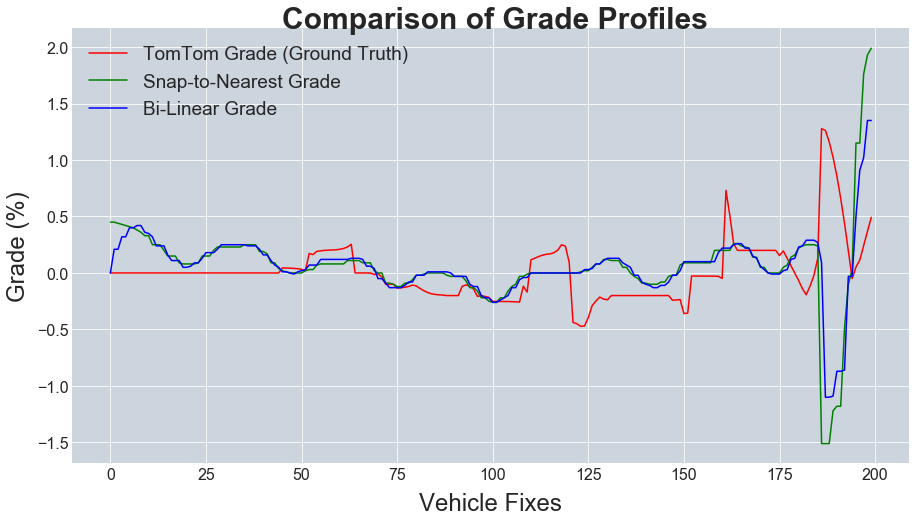 Comparison of Grade Profiles
TomTom Grade (Ground Truth)
Snap-to-Nearest Grade
Bi-Linear Grade
Grade (%)
2.0
1.5
1.0
0.5
0.0
−0.5
−1.0
−1.5
0 25 50 75 100 125 150 175 200
Vehicle Fixes